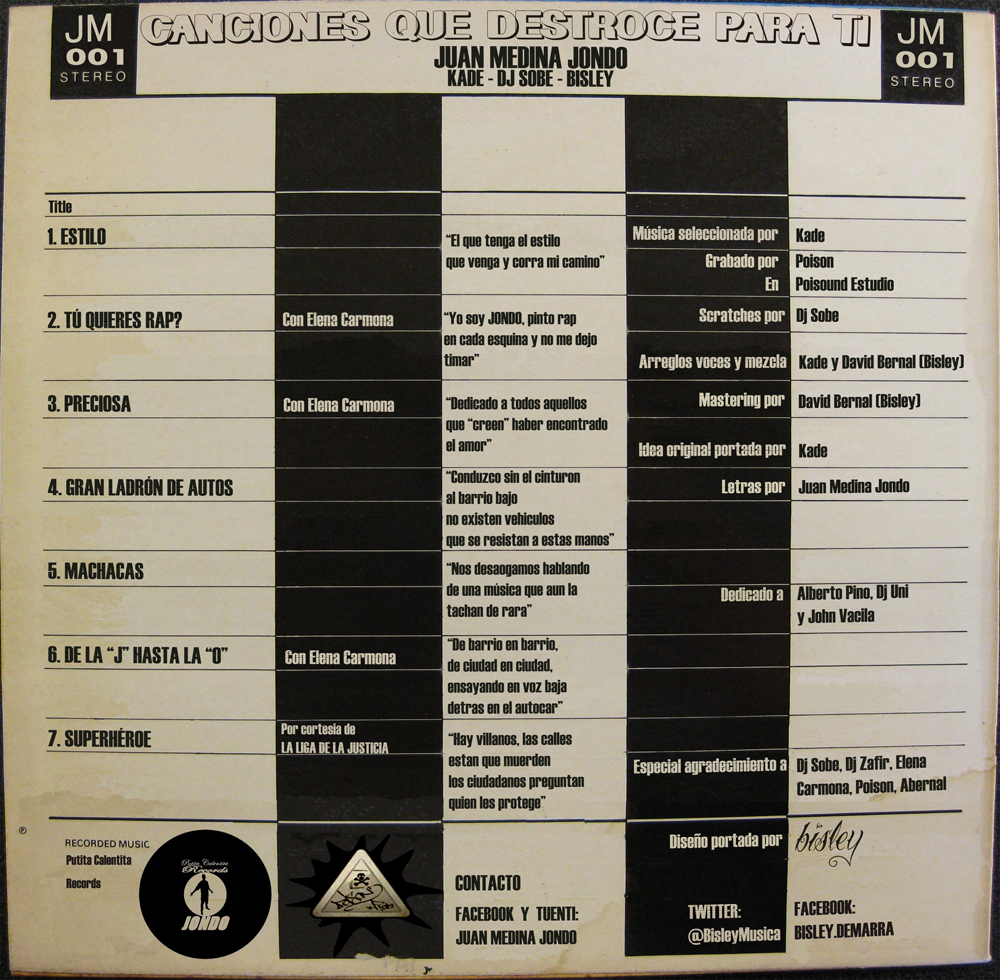 JM
001
STEREO
CANCIONES QUE DESTROCE PARA TI
JUAN MEDINA JONDO
KADE - DJ SOBE - BISLEY
JM
001
STEREO
Title
1. ESTILO
"El que tenga el estilo
que venga y corra mi camino"
2. TÚ QUIERES RAP?
Con Elena Carmona
"Yo soy JONDO, pinto rap
en cada esquina y no me dejo
timar"
3. PRECIOSA
Con Elena Carmona
"Dedicado a todos aquellos
que "creen" haber encontrado
el amor"
4. GRAN LADRÓN DE AUTOS
"Conduzco sin el cinturon
al barrio bajo
no existen vehiculos
que se resistan a estas manos"
5. MACHACAS
"Nos desaogamos hablando
de una música que aun la
tachan de rara"
6. DE LA "J" HASTA LA "O"
Con Elena Carmona
"De barrio en barrio,
de ciudad en ciudad,
ensayando en voz baja
detras en el autocar"
7. SUPERHÉROE
Por cortesia de
LA LIGA DE LA JUSTICIA
"Hay villanos, las calles
estan que muerden
los ciudadanos preguntan
quien les protege"
Música seleccionada por Kade
Grabado por Poison
En Poisound Estudio
Scratches por Dj Sobe
Arreglos voces y mezcla Kade y David Bernal (Bisley)
Mastering por David Bernal (Bisley)
Idea original portada por Kade
Letras por Juan Medina Jondo
Dedicado a Alberto Pino, Dj Uni
y John Vacila
Especial agradecimiento a Dj Sobe, Dj Zafir, Elena
Carmona, Poison, Abernal
Diseño portada por bisley
℗
RECORDED MUSIC
Putita Calentita
Records
Putita Calentita
Records
JONDO
CONTACTO
FACEBOOK Y TUENTI:
JUAN MEDINA JONDO
TWITTER:
@BisleyMusica
FACEBOOK:
BISLEY.DEMARRA